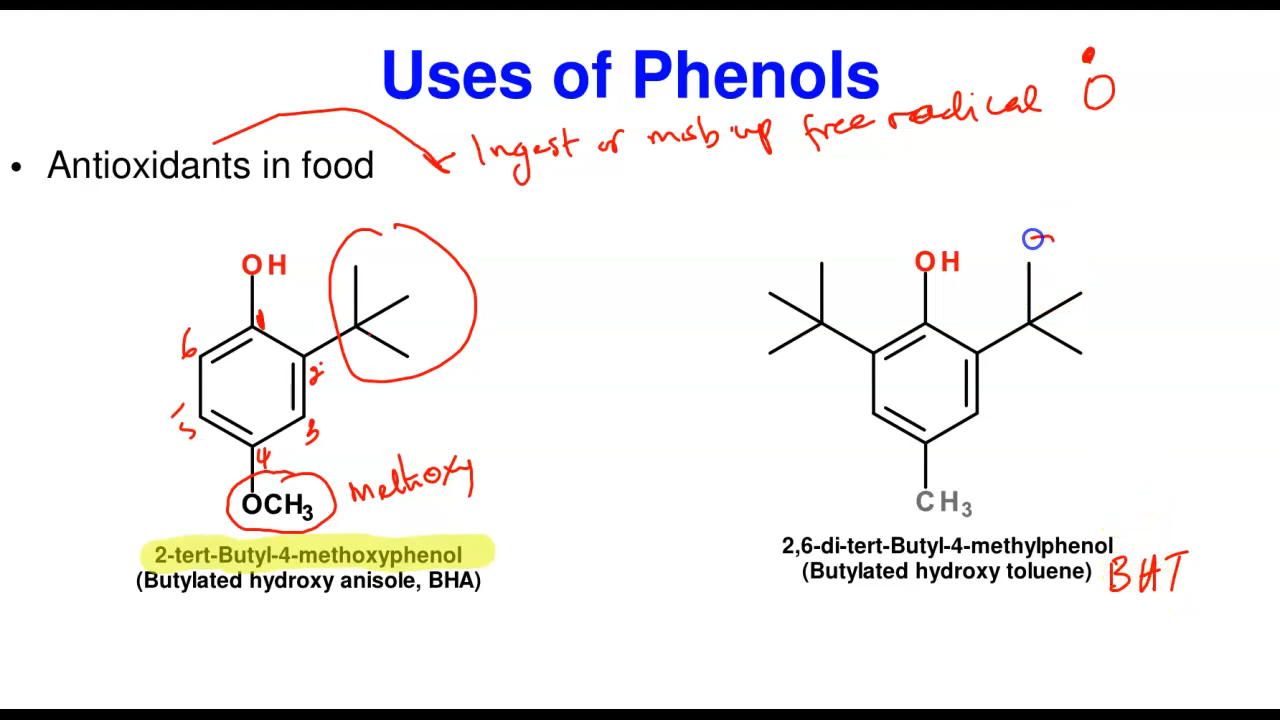 Uses of Phenols
• Antioxidants in food
Ingest or mob up free radical O
OH
1
2
3
4
5
6
OCH3
methoxy
2-tert-Butyl-4-methoxyphenol
(Butylated hydroxy anisole, BHA)
OH
CH3
2,6-di-tert-Butyl-4-methylphenol
(Butylated hydroxy toluene) BHT